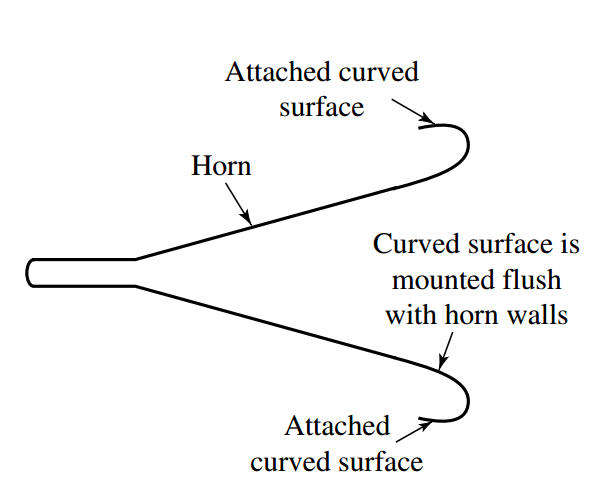 Attached curved
surface
Horn
Curved surface is
mounted flush
with horn walls
Attached
curved surface